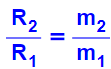 R₂/R₁ = m₂/m₁